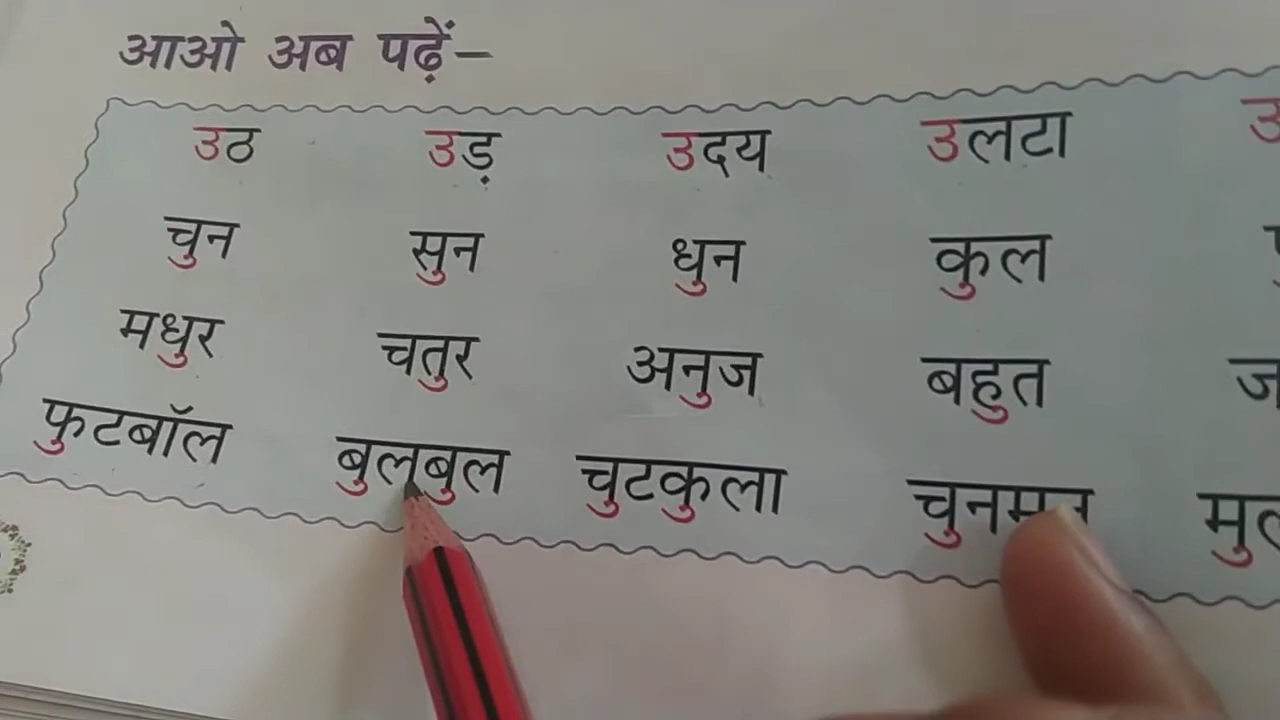 आओ अब पढ़ें–
उठ उड़ उदय उलटा
चुन सुन धुन कुल
मधुर चतुर अनुज बहुत
फुटबॉल बुलबुल चुटकुला